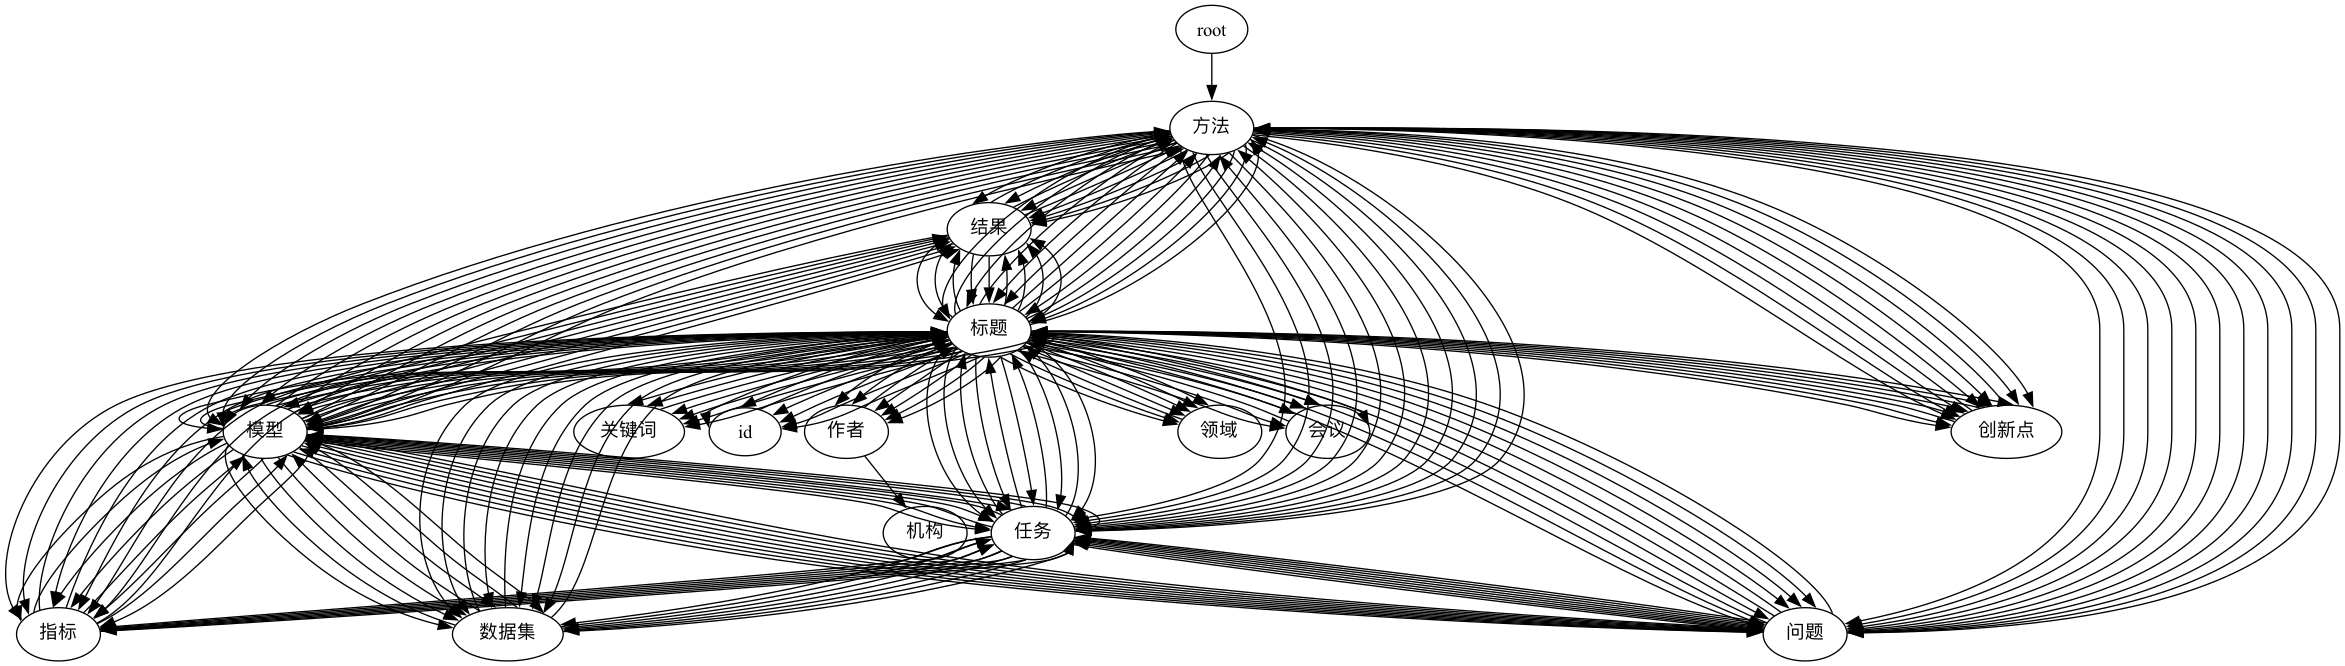 root
方法
结果
标题
模型
关键词
id
作者
领域
会议
创新点
机构
任务
指标
数据集
问题